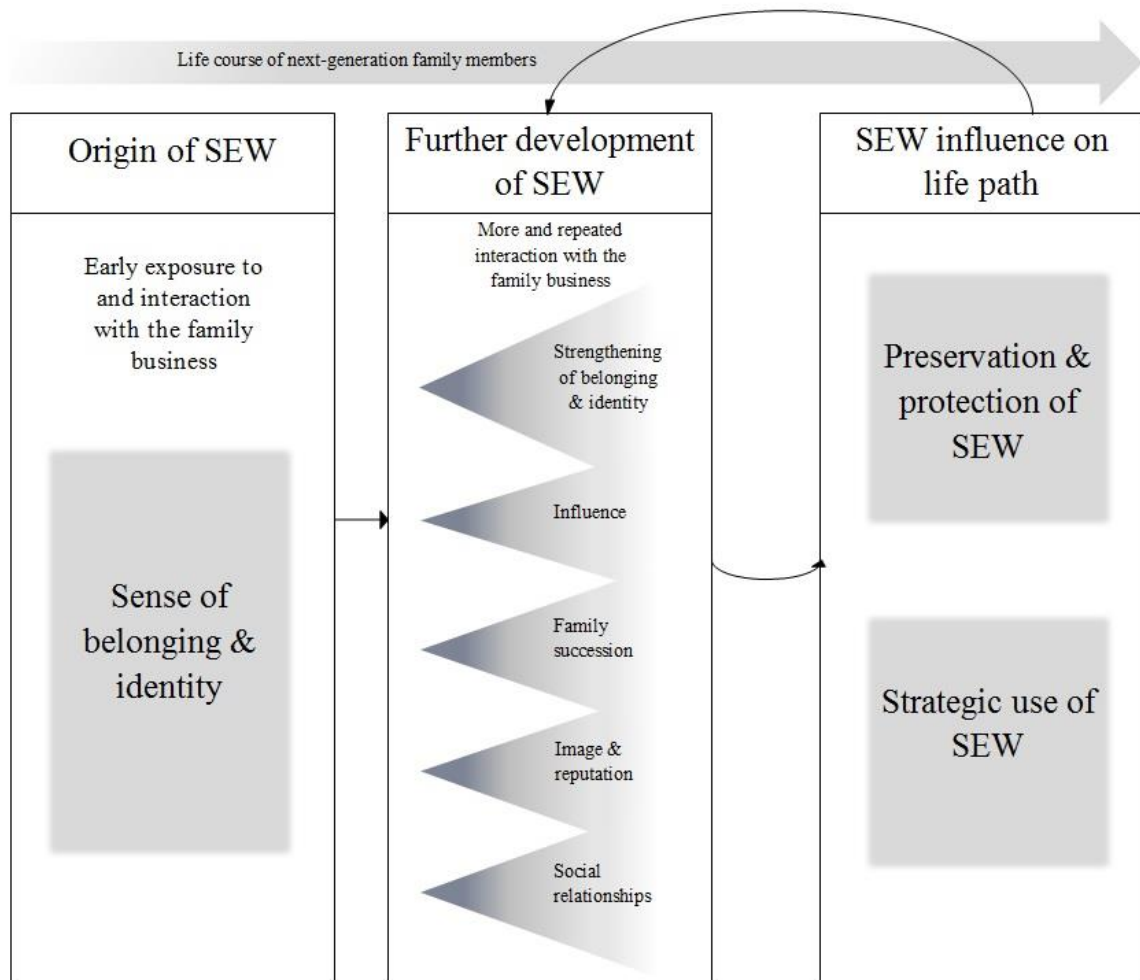 Life course of next-generation family members
Origin of SEW
Early exposure to
and interaction
with the family
business
Sense of
belonging &
identity
Further development
of SEW
More and repeated
interaction with the
family business
Strengthening
of belonging
& identity
Influence
Family
succession
Image &
reputation
Social
relationships
SEW influence on
life path
Preservation &
protection of
SEW
Strategic use of
SEW